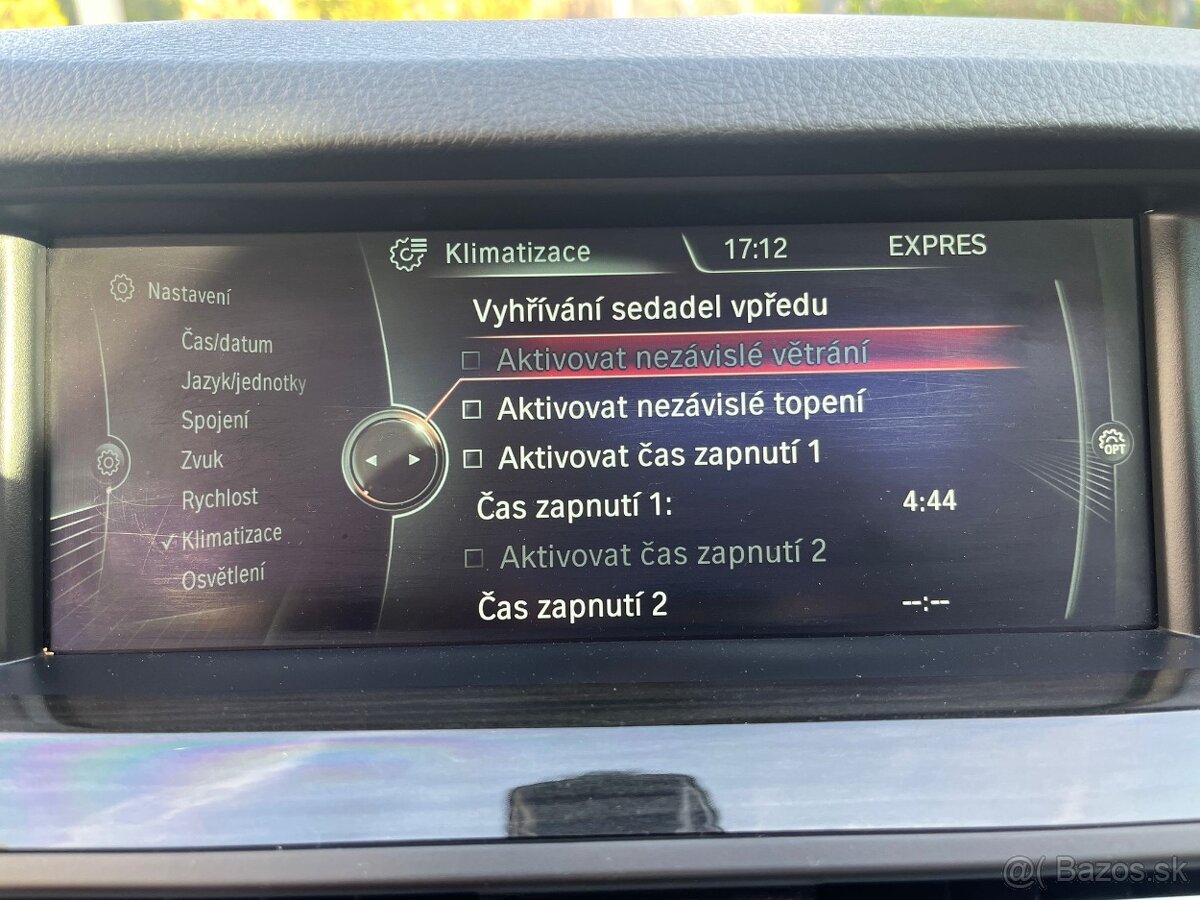 Klimatizace 17:12 EXPRES
Nastavení
Čas/datum
Jazyk/jednotky
Spojení
Zvuk
Rychlost
Klimatizace
Osvětlení
Vyhřívání sedadel vpředu
Aktivovat nezávislé větrání
Aktivovat nezávislé topení
Aktivovat čas zapnutí 1
Čas zapnutí 1: 4:44
Aktivovat čas zapnutí 2
Čas zapnutí 2 --:--
OPT
@( Bazos.sk